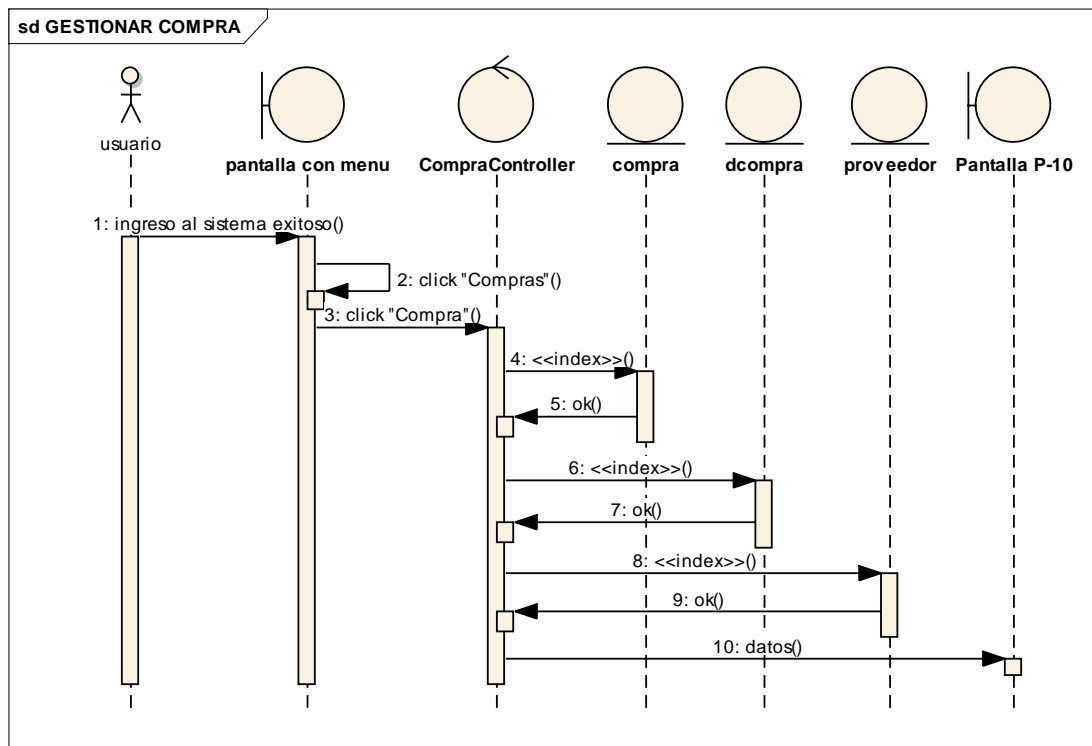 sd GESTIONAR COMPRA
usuario
pantalla con menu
CompraController
compra
dcompra
proveedor
Pantalla P-10
1: ingreso al sistema exitoso()
2: click "Compras"()
3: click "Compra"()
4: <<index>>()
5: ok()
6: <<index>>()
7: ok()
8: <<index>>()
9: ok()
10: datos()